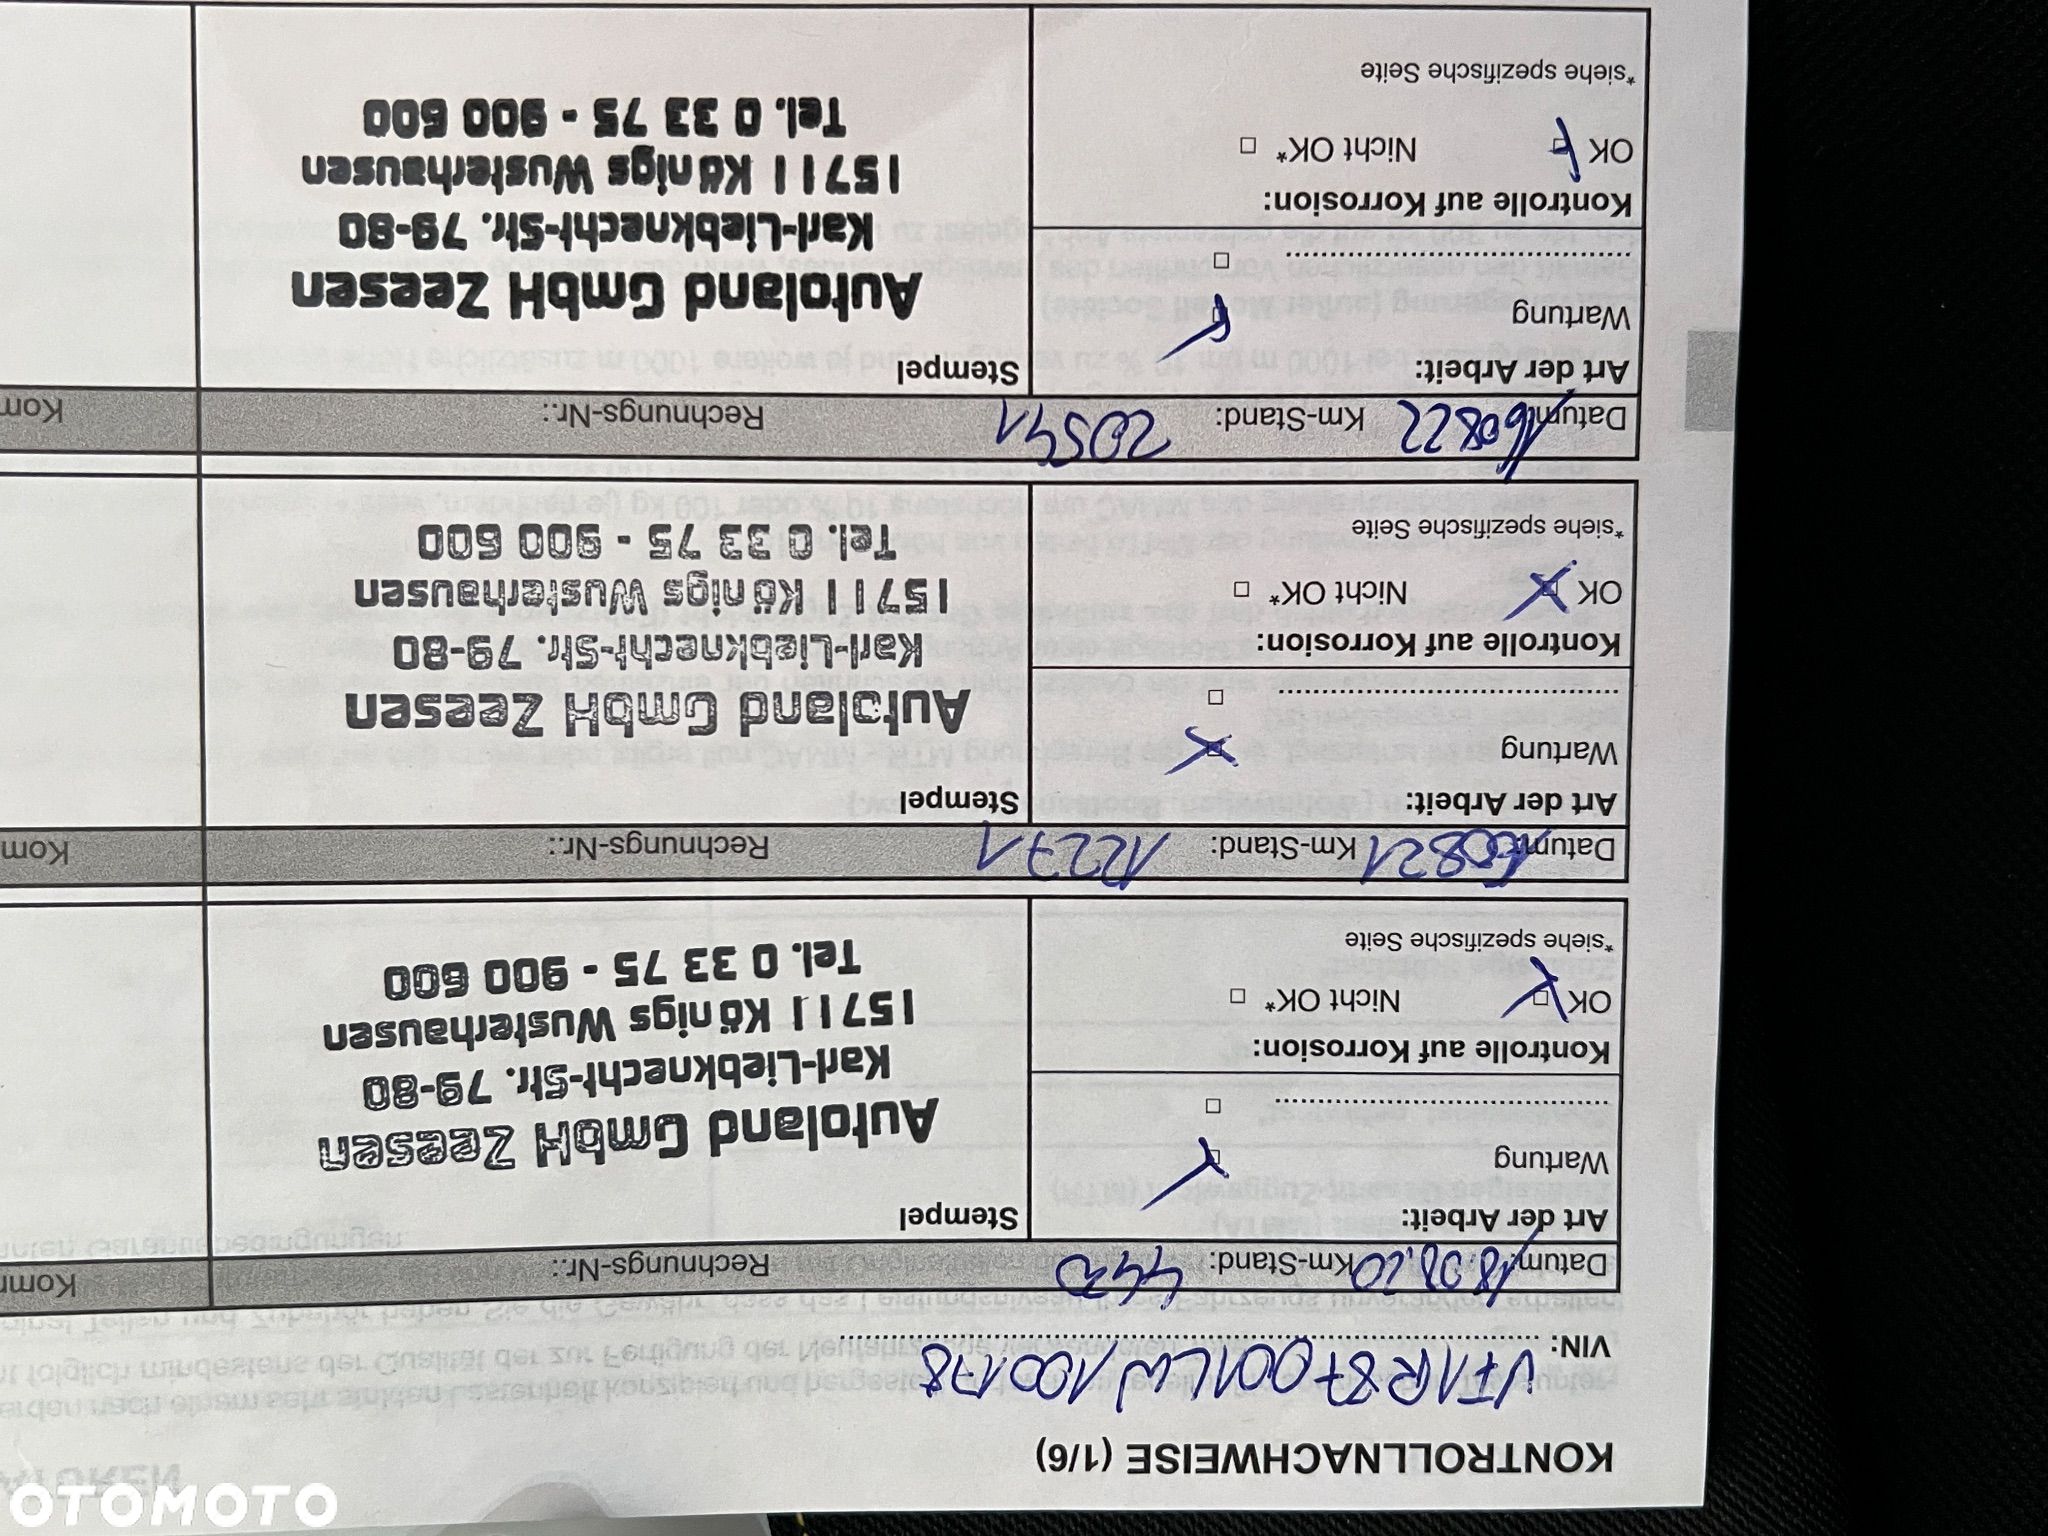 KONTROLLNACHWEISE (1/6)
VIN: VF1R87001LW100178
Datum: 18.08.20 Km-Stand: 4473 Rechnungs-Nr.: Kom
Art der Arbeit: Stempel
Wartung
Autoland GmbH Zeesen
Karl-Liebknecht-Str. 79-80
15711 Königs Wusterhausen
Tel. 0 33 75 - 900 600
Kontrolle auf Korrosion:
OK Nicht OK*
*siehe spezifische Seite
Datum: 160821 Km-Stand: 12271 Rechnungs-Nr.: Kom
Art der Arbeit: Stempel
Wartung
Autoland GmbH Zeesen
Karl-Liebknecht-Str. 79-80
15711 Königs Wusterhausen
Tel. 0 33 75 - 900 600
Kontrolle auf Korrosion:
OK Nicht OK*
*siehe spezifische Seite
Datum: 160822 Km-Stand: 20541 Rechnungs-Nr.: Kom
Art der Arbeit: Stempel
Wartung
Autoland GmbH Zeesen
Karl-Liebknecht-Str. 79-80
15711 Königs Wusterhausen
Tel. 0 33 75 - 900 600
Kontrolle auf Korrosion:
OK Nicht OK*
*siehe spezifische Seite
OTOMOTO